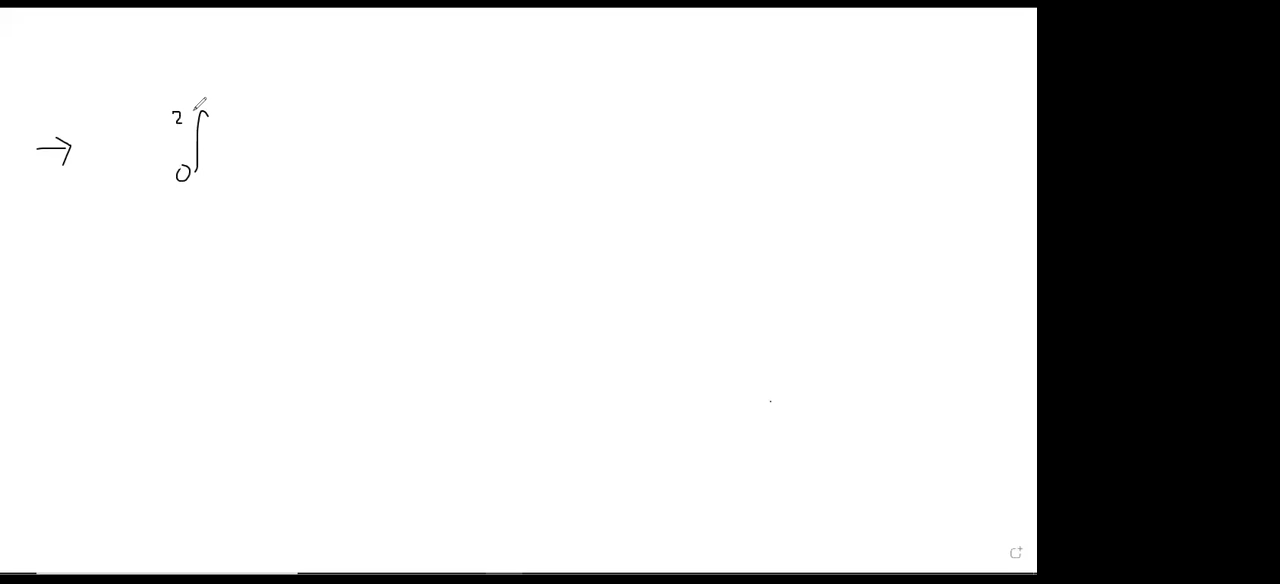 → ∫₀²